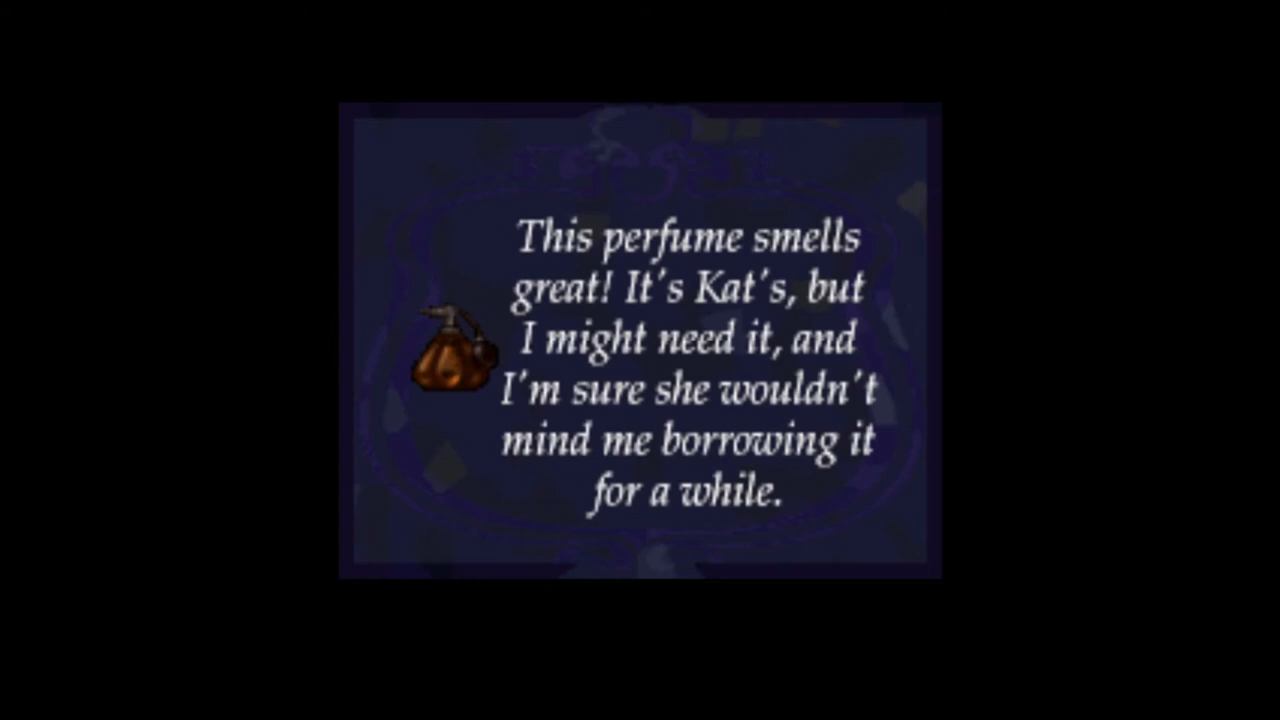 This perfume smells
great! It's Kat's, but
I might need it, and
I'm sure she wouldn't
mind me borrowing it
for a while.